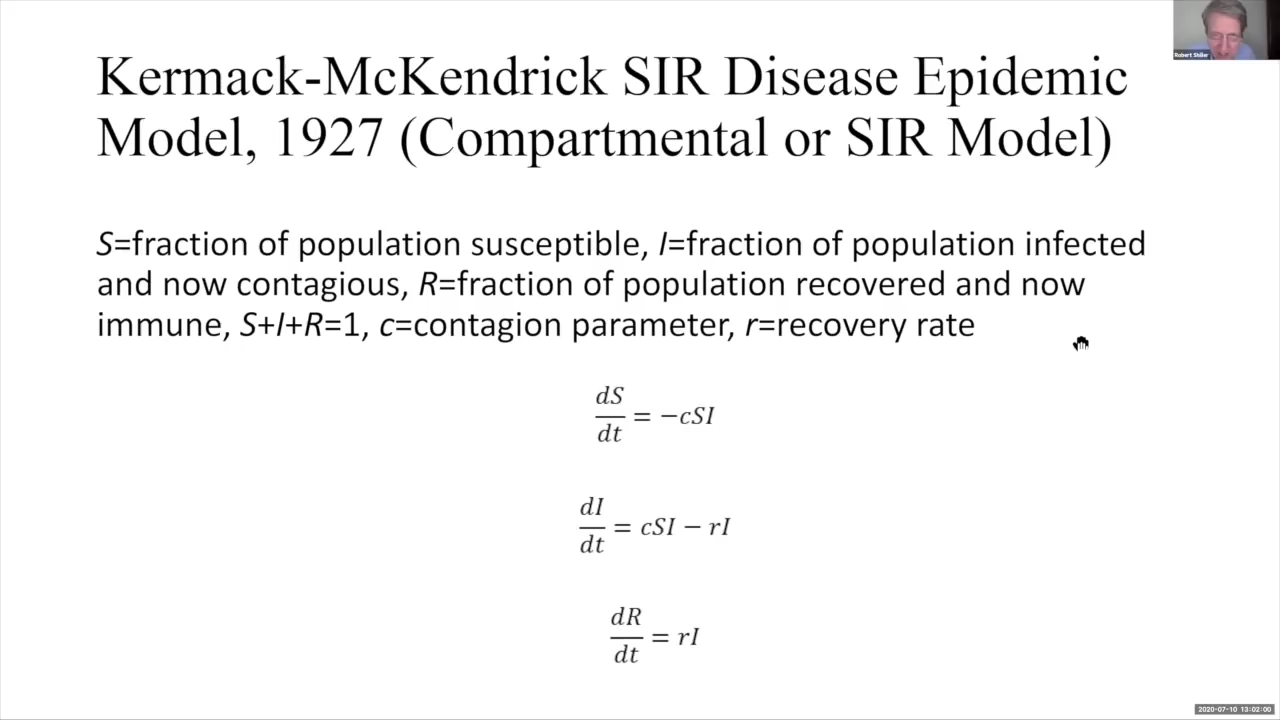 Robert Shiller
Kermack-McKendrick SIR Disease Epidemic
Model, 1927 (Compartmental or SIR Model)
S=fraction of population susceptible, I=fraction of population infected
and now contagious, R=fraction of population recovered and now
immune, S+I+R=1, c=contagion parameter, r=recovery rate
dS/dt = −cSI
dI/dt = cSI − rI
dR/dt = rI
2020-07-10 13:02:00